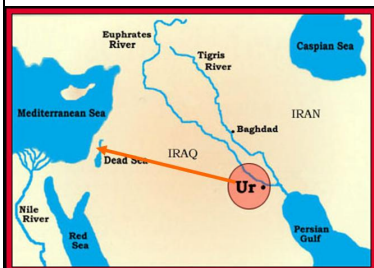 Euphrates
River
Tigris
River
Caspian Sea
Mediterranean Sea
IRAN
Baghdad
IRAQ
Dead Sea
Ur
Nile
River
Red
Sea
Persian
Gulf